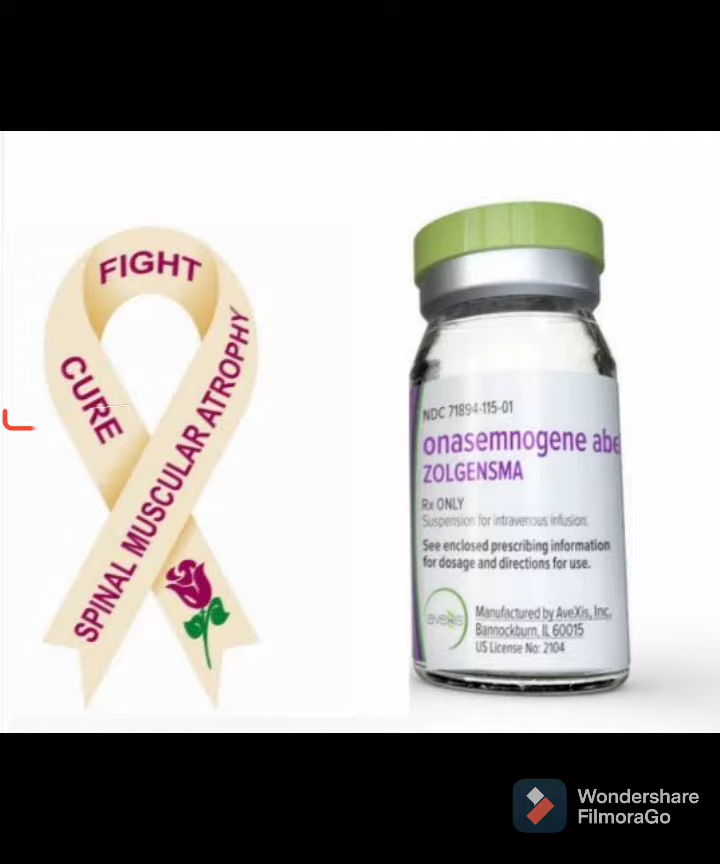 FIGHT
CURE
SPINAL MUSCULAR ATROPHY
NDC 71894-115-01
onasemnogene abe
ZOLGENSMA
Rx ONLY
Suspension for intravenous infusion.
See enclosed prescribing information
for dosage and directions for use.
avexis
Manufactured by AveXis, Inc.
Bannockburn, IL 60015
US License No: 2104
Wondershare
FilmoraGo